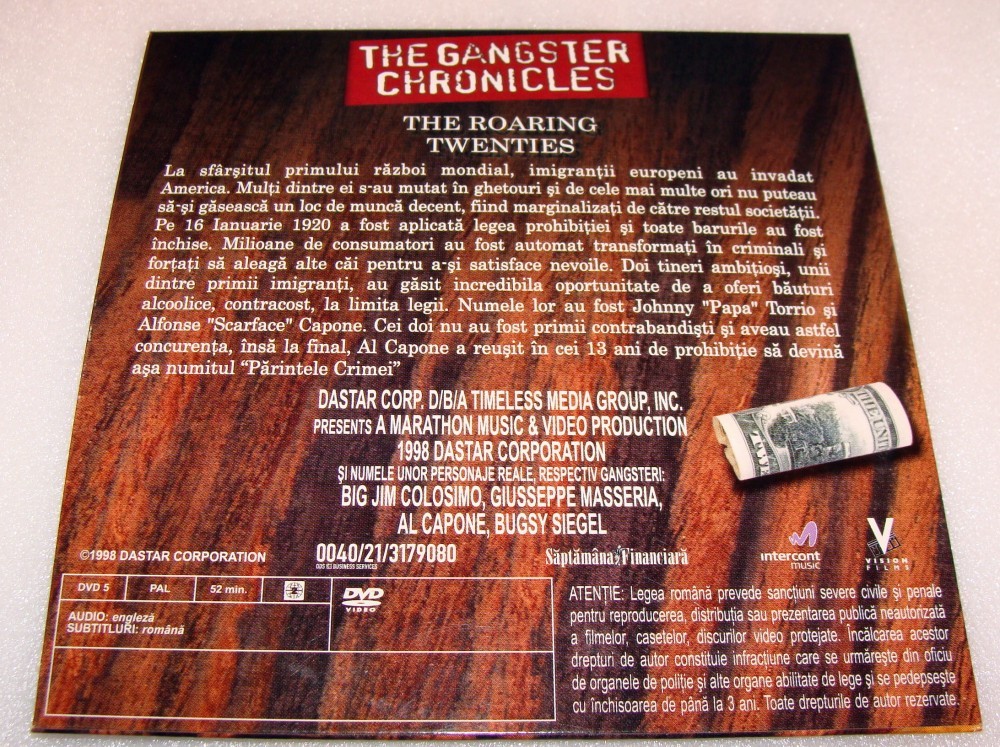 THE GANGSTER
CHRONICLES
THE ROARING
TWENTIES
La sfârşitul primului război mondial, imigranţii europeni au invadat
America. Mulţi dintre ei s-au mutat în ghetouri şi de cele mai multe ori nu puteau
să-şi găsească un loc de muncă decent, fiind marginalizaţi de către restul societăţii.
Pe 16 Ianuarie 1920 a fost aplicată legea prohibiţiei şi toate barurile au fost
închise. Milioane de consumatori au fost automat transformaţi în criminali şi
forţaţi să aleagă alte căi pentru a-şi satisface nevoile. Doi tineri ambiţioşi, unii
dintre primii imigranţi, au găsit incredibila oportunitate de a oferi băuturi
alcoolice, contracost, la limita legii. Numele lor au fost Johnny "Papa" Torrio şi
Alfonse "Scarface" Capone. Cei doi nu au fost primii contrabandişti şi aveau astfel
concurenţa, însă la final, Al Capone a reuşit în cei 13 ani de prohibiţie să devină
aşa numitul “Părintele Crimei”
DASTAR CORP. D/B/A TIMELESS MEDIA GROUP, INC.
PRESENTS A MARATHON MUSIC & VIDEO PRODUCTION
1998 DASTAR CORPORATION
ŞI NUMELE UNOR PERSONAJE REALE, RESPECTIV GANGSTERI:
BIG JIM COLOSIMO, GIUSSEPPE MASSERIA,
AL CAPONE, BUGSY SIEGEL
©1998 DASTAR CORPORATION
0040/21/3179080
Săptămâna Financiară
intercont
music
V
VISION
FILMS
DVD 5 PAL 52 min.
DVD
VIDEO
AUDIO: engleză
SUBTITLURI: română
ATENŢIE: Legea română prevede sancţiuni severe civile şi penale
pentru reproducerea, distribuţia sau prezentarea publică neautorizată
a filmelor, casetelor, discurilor video protejate. Încălcarea acestor
drepturi de autor constituie infracţiune care se urmăreşte din oficiu
de organele de poliţie şi alte organe abilitate de lege şi se pedepseşte
cu închisoarea de până la 3 ani. Toate drepturile de autor rezervate.